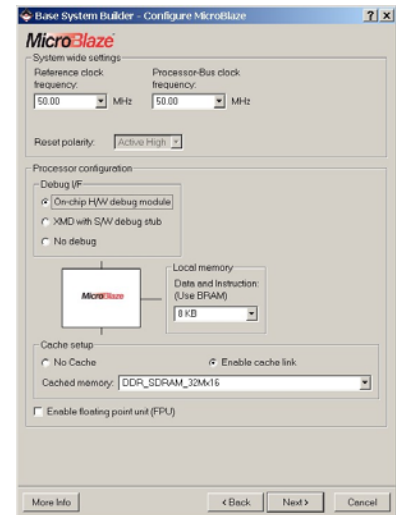 Base System Builder - Configure MicroBlaze
MicroBlaze
System wide settings
Reference clock frequency:
50.00 MHz
Processor-Bus clock frequency:
50.00 MHz
Reset polarity: Active High
Processor configuration
Debug I/F
On-chip H/W debug module
XMD with S/W debug stub
No debug
MicroBlaze
Local memory
Data and Instruction:
(Use BRAM)
8 KB
Cache setup
No Cache Enable cache link
Cached memory: DDR_SDRAM_32Mx16
Enable floating point unit (FPU)
More Info < Back Next > Cancel